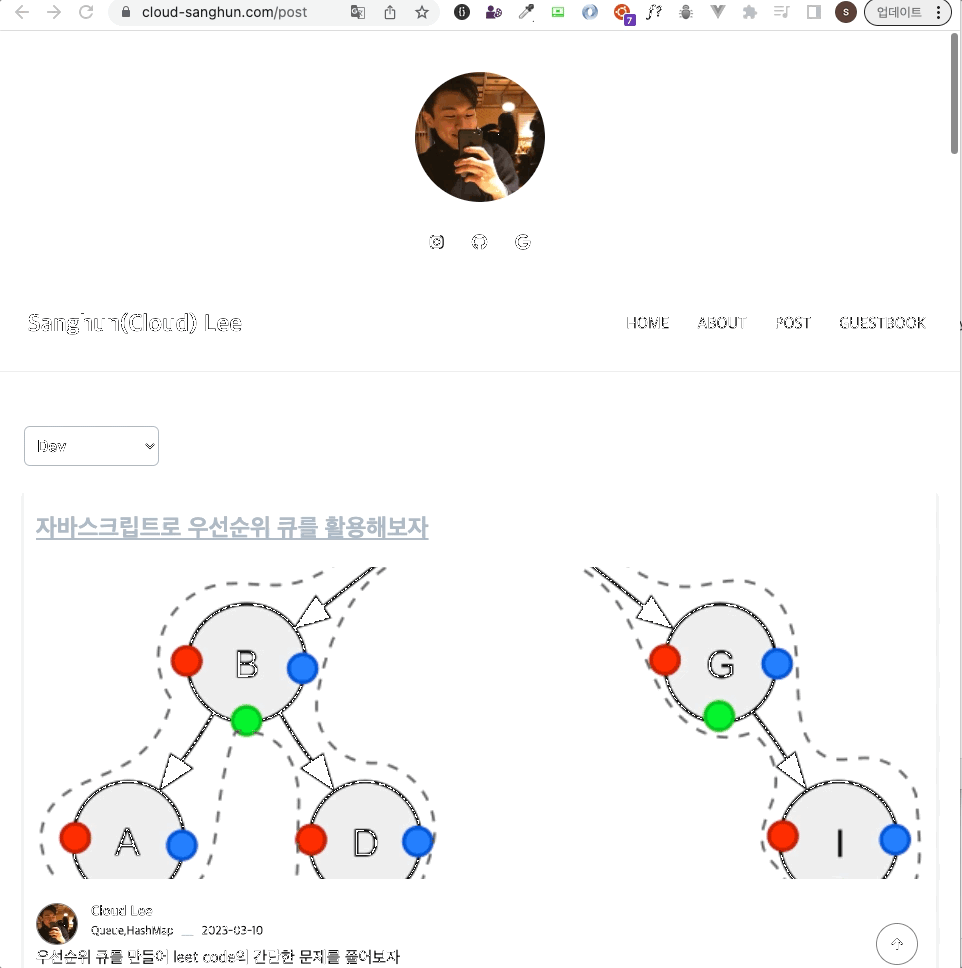 cloud-sanghun.com/post
7
f?
S
업데이트
Sanghun(Cloud) Lee
HOME ABOUT POST GUESTBOOK
Dev
자바스크립트로 우선순위 큐를 활용해보자
B G
A D I
Cloud Lee
Queue,HashMap — 2023-03-10
우선순위 큐를 만들어 leet code의 간단한 문제를 풀어보자